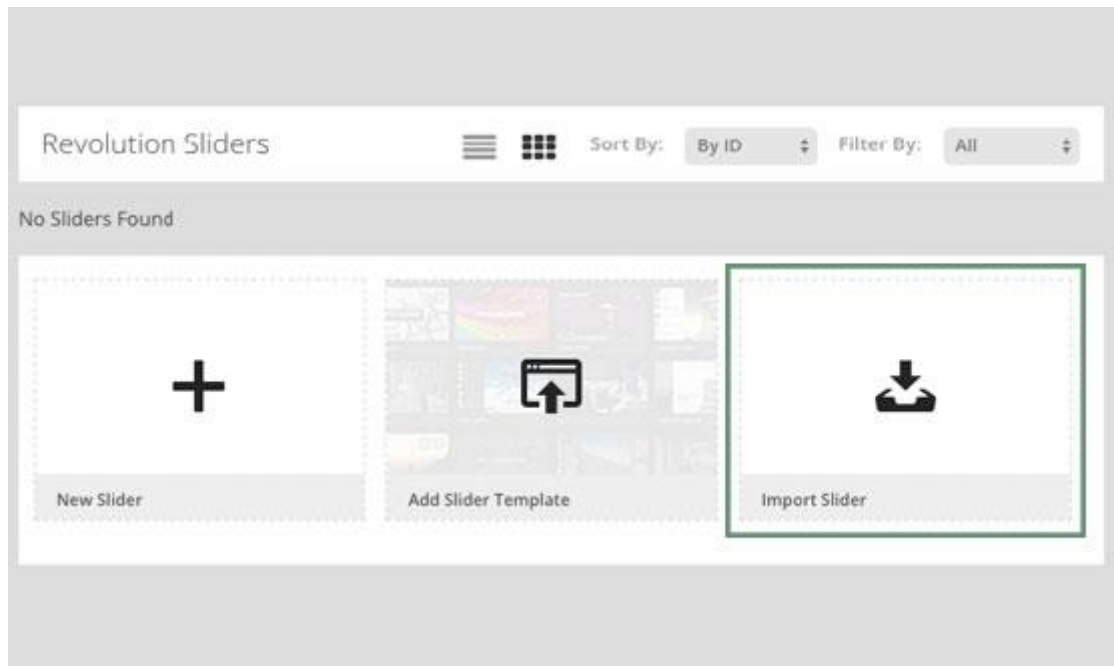 Revolution Sliders Sort By: By ID Filter By: All
No Sliders Found
New Slider Add Slider Template Import Slider